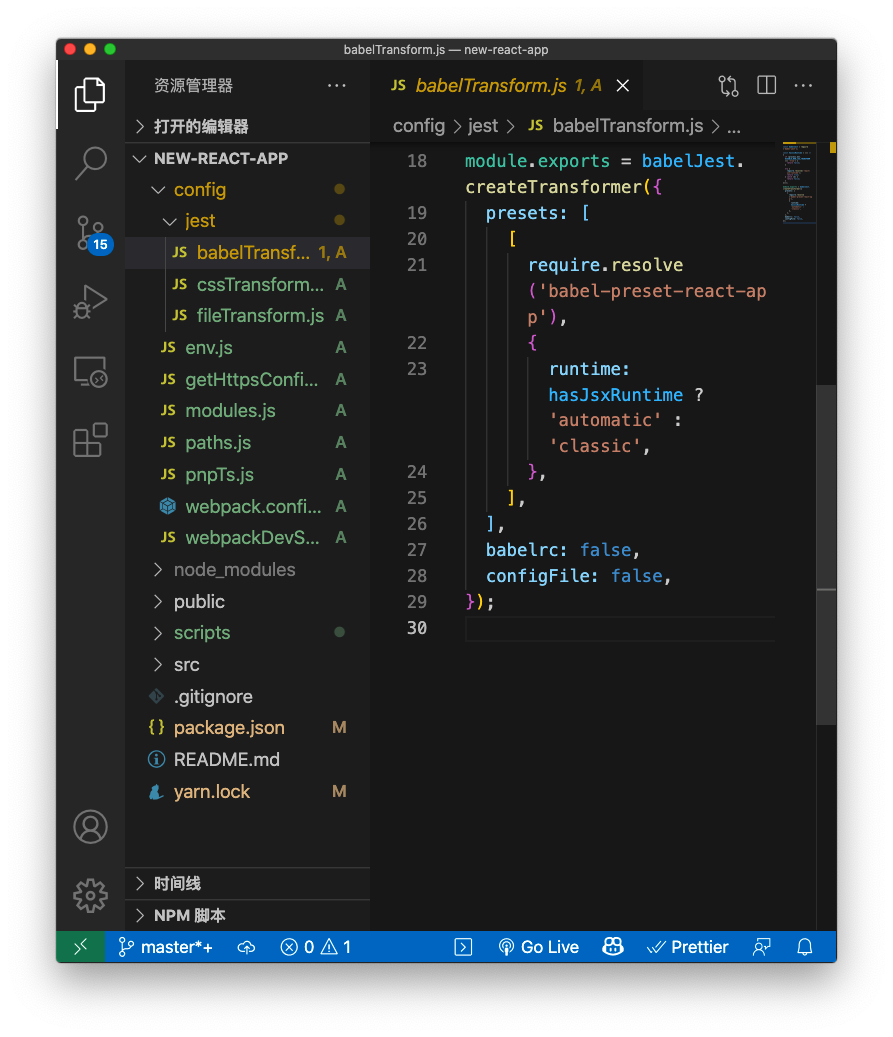 babelTransform.js — new-react-app
资源管理器
打开的编辑器
NEW-REACT-APP
config
jest
JS babelTransf... 1, A
JS cssTransform... A
JS fileTransform.js A
JS env.js A
JS getHttpsConfi... A
JS modules.js A
JS paths.js A
JS pnpTs.js A
webpack.confi... A
JS webpackDevS... A
node_modules
public
scripts
src
.gitignore
{} package.json M
README.md
yarn.lock M
时间线
NPM 脚本
15
JS babelTransform.js 1, A
config > jest > JS babelTransform.js > ...
18 module.exports = babelJest.
createTransformer({
19 presets: [
20 [
21 require.resolve
('babel-preset-react-ap
p'),
22 {
23 runtime:
hasJsxRuntime ?
'automatic' :
'classic',
24 },
25 ],
26 ],
27 babelrc: false,
28 configFile: false,
29 });
30
master*+ 0 1 Go Live Prettier